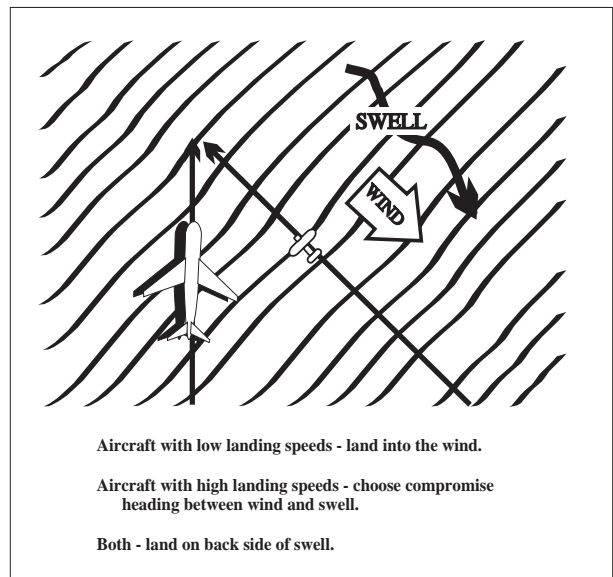 SWELL
WIND
Aircraft with low landing speeds - land into the wind.
Aircraft with high landing speeds - choose compromise
heading between wind and swell.
Both - land on back side of swell.